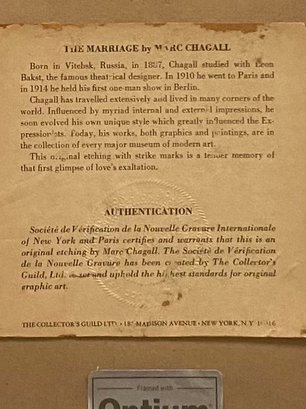 THE MARRIAGE by MARC CHAGALL
Born in Vitebsk, Russia, in 1887, Chagall studied with Leon
Bakst, the famous theatrical designer. In 1910 he went to Paris and
in 1914 he held his first one-man show in Berlin.
Chagall has travelled extensively and lived in many corners of the
world. Influenced by myriad internal and external impressions, he
soon evolved his own unique style which greatly influenced the Ex-
pressionists. Today, his works, both graphics and paintings, are in
the collection of every major museum of modern art.
This original etching with strike marks is a tender memory of
that first glimpse of love's exaltation.
AUTHENTICATION
Société de Vérification de la Nouvelle Gravure Internationale
of New York and Paris certifies and warrants that this is an
original etching by Marc Chagall. The Société de Vérification
de la Nouvelle Gravure has been created by The Collector's
Guild, Ltd. to set and uphold the highest standards for original
graphic art.
THE COLLECTOR'S GUILD LTD. • MADISON AVENUE • NEW YORK, N.Y. 10016
Framed with
Optium